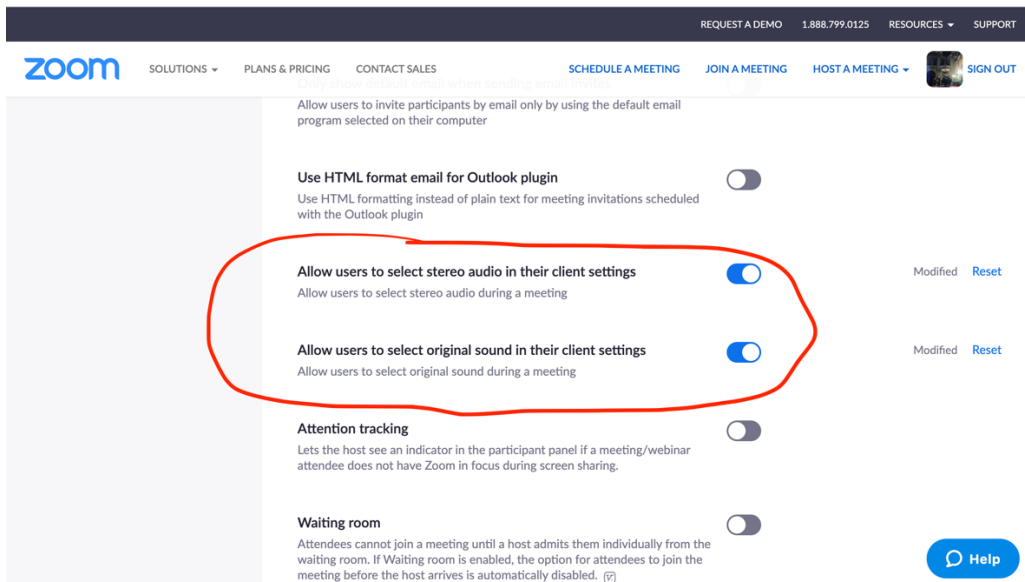 REQUEST A DEMO 1.888.799.0125 RESOURCES SUPPORT
zoom SOLUTIONS PLANS & PRICING CONTACT SALES SCHEDULE A MEETING JOIN A MEETING HOST A MEETING SIGN OUT
Only show default email when sending email invites
Allow users to invite participants by email only by using the default email
program selected on their computer
Use HTML format email for Outlook plugin
Use HTML formatting instead of plain text for meeting invitations scheduled
with the Outlook plugin
Allow users to select stereo audio in their client settings Modified Reset
Allow users to select stereo audio during a meeting
Allow users to select original sound in their client settings Modified Reset
Allow users to select original sound during a meeting
Attention tracking
Lets the host see an indicator in the participant panel if a meeting/webinar
attendee does not have Zoom in focus during screen sharing.
Waiting room
Attendees cannot join a meeting until a host admits them individually from the
waiting room. If Waiting room is enabled, the option for attendees to join the
meeting before the host arrives is automatically disabled.
Help